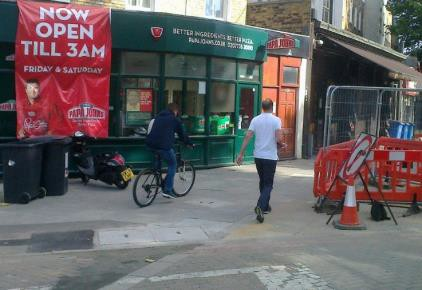 NOW
OPEN
TILL 3AM
FRIDAY & SATURDAY
PAPA JOHNS
BETTER INGREDIENTS. BETTER PIZZA.
PAPAJOHNS.CO.UK
PAPA JOHNS